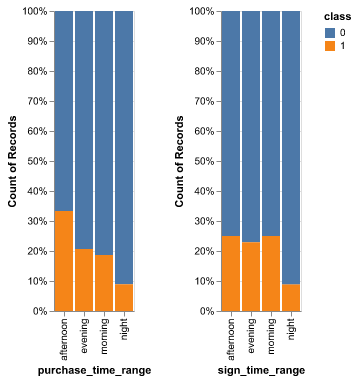 class
0
1
100%
90%
80%
70%
60%
50%
40%
30%
20%
10%
0%
Count of Records
afternoon
evening
morning
night
purchase_time_range
100%
90%
80%
70%
60%
50%
40%
30%
20%
10%
0%
Count of Records
afternoon
evening
morning
night
sign_time_range